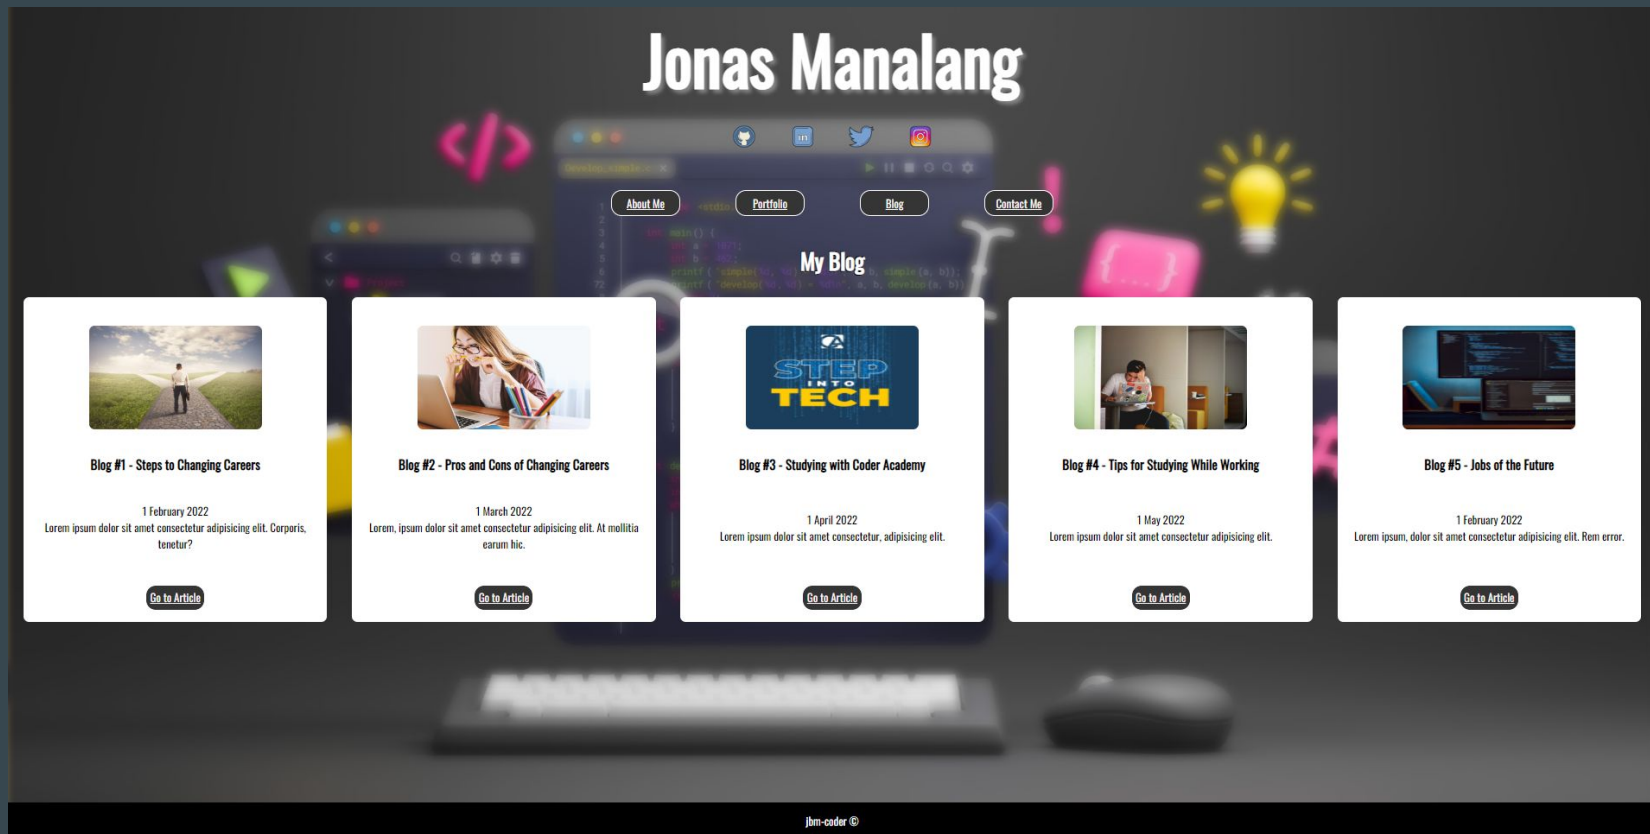 Jonas Manalang
in
Develop_simple
About Me
Portfolio
Blog
Contact Me
My Blog
STEP
INTO
TECH
Blog #1 - Steps to Changing Careers
1 February 2022
Lorem ipsum dolor sit amet consectetur adipisicing elit. Corporis,
tenetur?
Go to Article
Blog #2 - Pros and Cons of Changing Careers
1 March 2022
Lorem, ipsum dolor sit amet consectetur adipisicing elit. At mollitia
earum hic.
Go to Article
Blog #3 - Studying with Coder Academy
1 April 2022
Lorem ipsum dolor sit amet consectetur, adipisicing elit.
Go to Article
Blog #4 - Tips for Studying While Working
1 May 2022
Lorem ipsum dolor sit amet consectetur adipisicing elit.
Go to Article
Blog #5 - Jobs of the Future
1 February 2022
Lorem ipsum, dolor sit amet consectetur adipisicing elit. Rem error.
Go to Article
jbm-coder ©